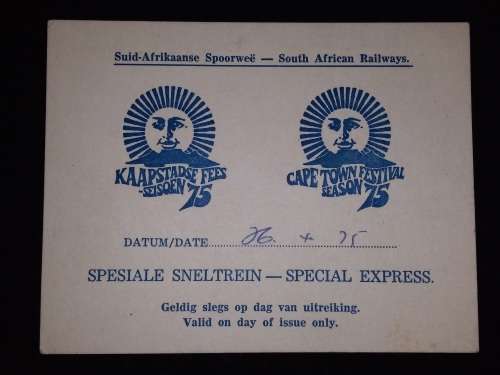 Suid-Afrikaanse Spoorweë — South African Railways.
KAAPSTADSE FEES
-SEISOEN 75
CAPE TOWN FESTIVAL
SEASON 75
DATUM/DATE 26 + 75
SPESIALE SNELTREIN — SPECIAL EXPRESS.
Geldig slegs op dag van uitreiking.
Valid on day of issue only.